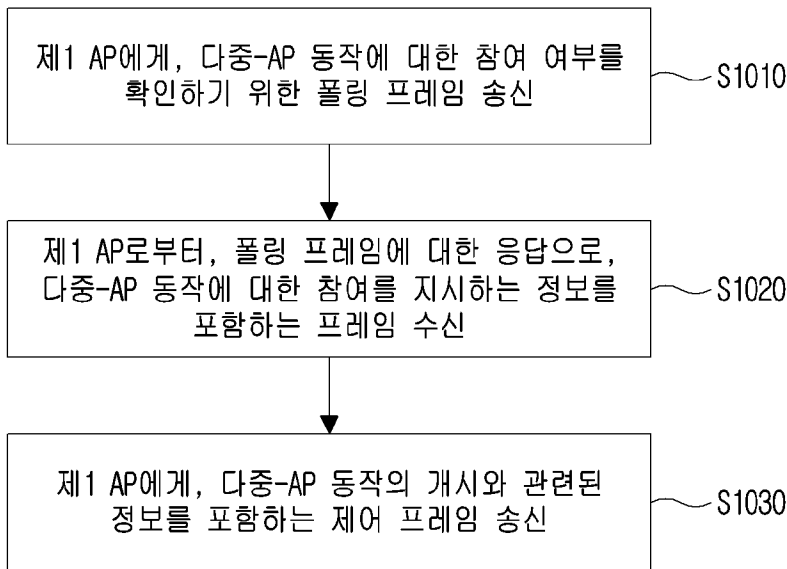 제1 AP에게, 다중-AP 동작에 대한 참여 여부를
확인하기 위한 폴링 프레임 송신
S1010
제1 AP로부터, 폴링 프레임에 대한 응답으로,
다중-AP 동작에 대한 참여를 지시하는 정보를
포함하는 프레임 수신
S1020
제1 AP에게, 다중-AP 동작의 개시와 관련된
정보를 포함하는 제어 프레임 송신
S1030